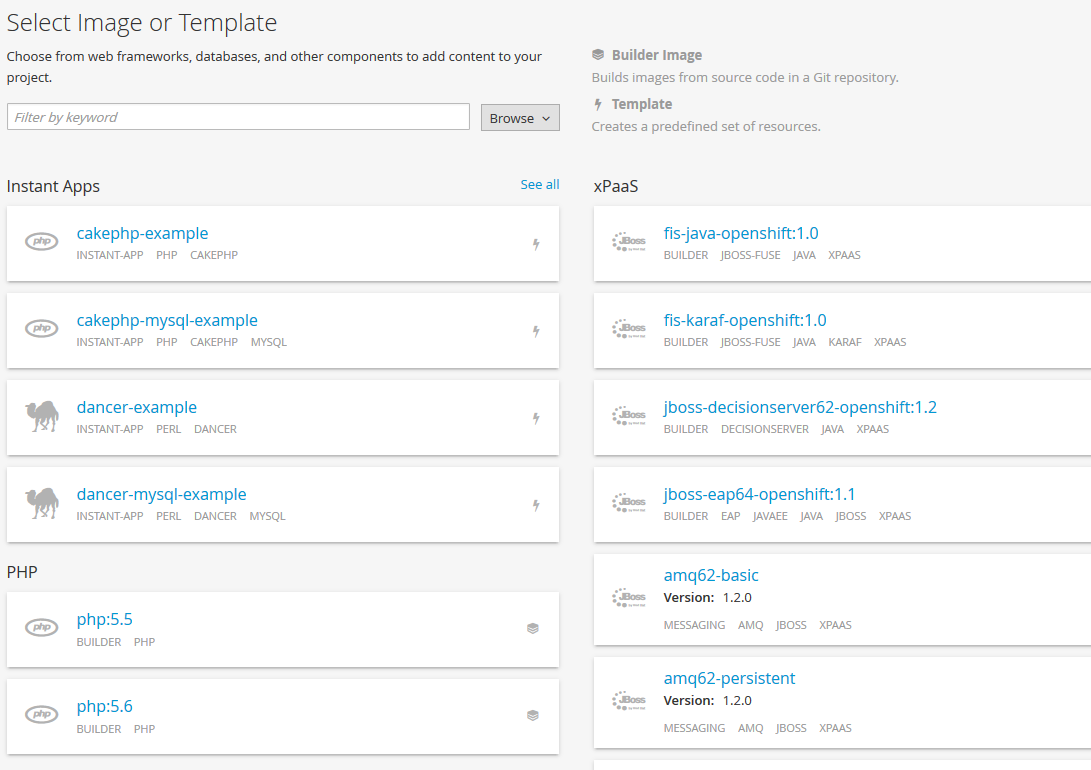 Select Image or Template
Choose from web frameworks, databases, and other components to add content to your
project.
Filter by keyword
Browse
Builder Image
Builds images from source code in a Git repository.
Template
Creates a predefined set of resources.
Instant Apps
See all
php
cakephp-example
INSTANT-APP PHP CAKEPHP
php
cakephp-mysql-example
INSTANT-APP PHP CAKEPHP MYSQL
dancer-example
INSTANT-APP PERL DANCER
dancer-mysql-example
INSTANT-APP PERL DANCER MYSQL
PHP
php
php:5.5
BUILDER PHP
php
php:5.6
BUILDER PHP
xPaaS
JBoss
fis-java-openshift:1.0
BUILDER JBOSS-FUSE JAVA XPAAS
JBoss
fis-karaf-openshift:1.0
BUILDER JBOSS-FUSE JAVA KARAF XPAAS
JBoss
jboss-decisionserver62-openshift:1.2
BUILDER DECISIONSERVER JAVA XPAAS
JBoss
jboss-eap64-openshift:1.1
BUILDER EAP JAVAEE JAVA JBOSS XPAAS
JBoss
amq62-basic
Version: 1.2.0
MESSAGING AMQ JBOSS XPAAS
JBoss
amq62-persistent
Version: 1.2.0
MESSAGING AMQ JBOSS XPAAS